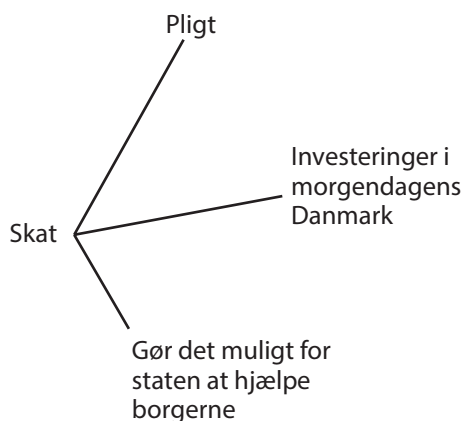 Pligt
Investeringer i
morgendagens
Danmark
Skat
Gør det muligt for
staten at hjælpe
borgerne